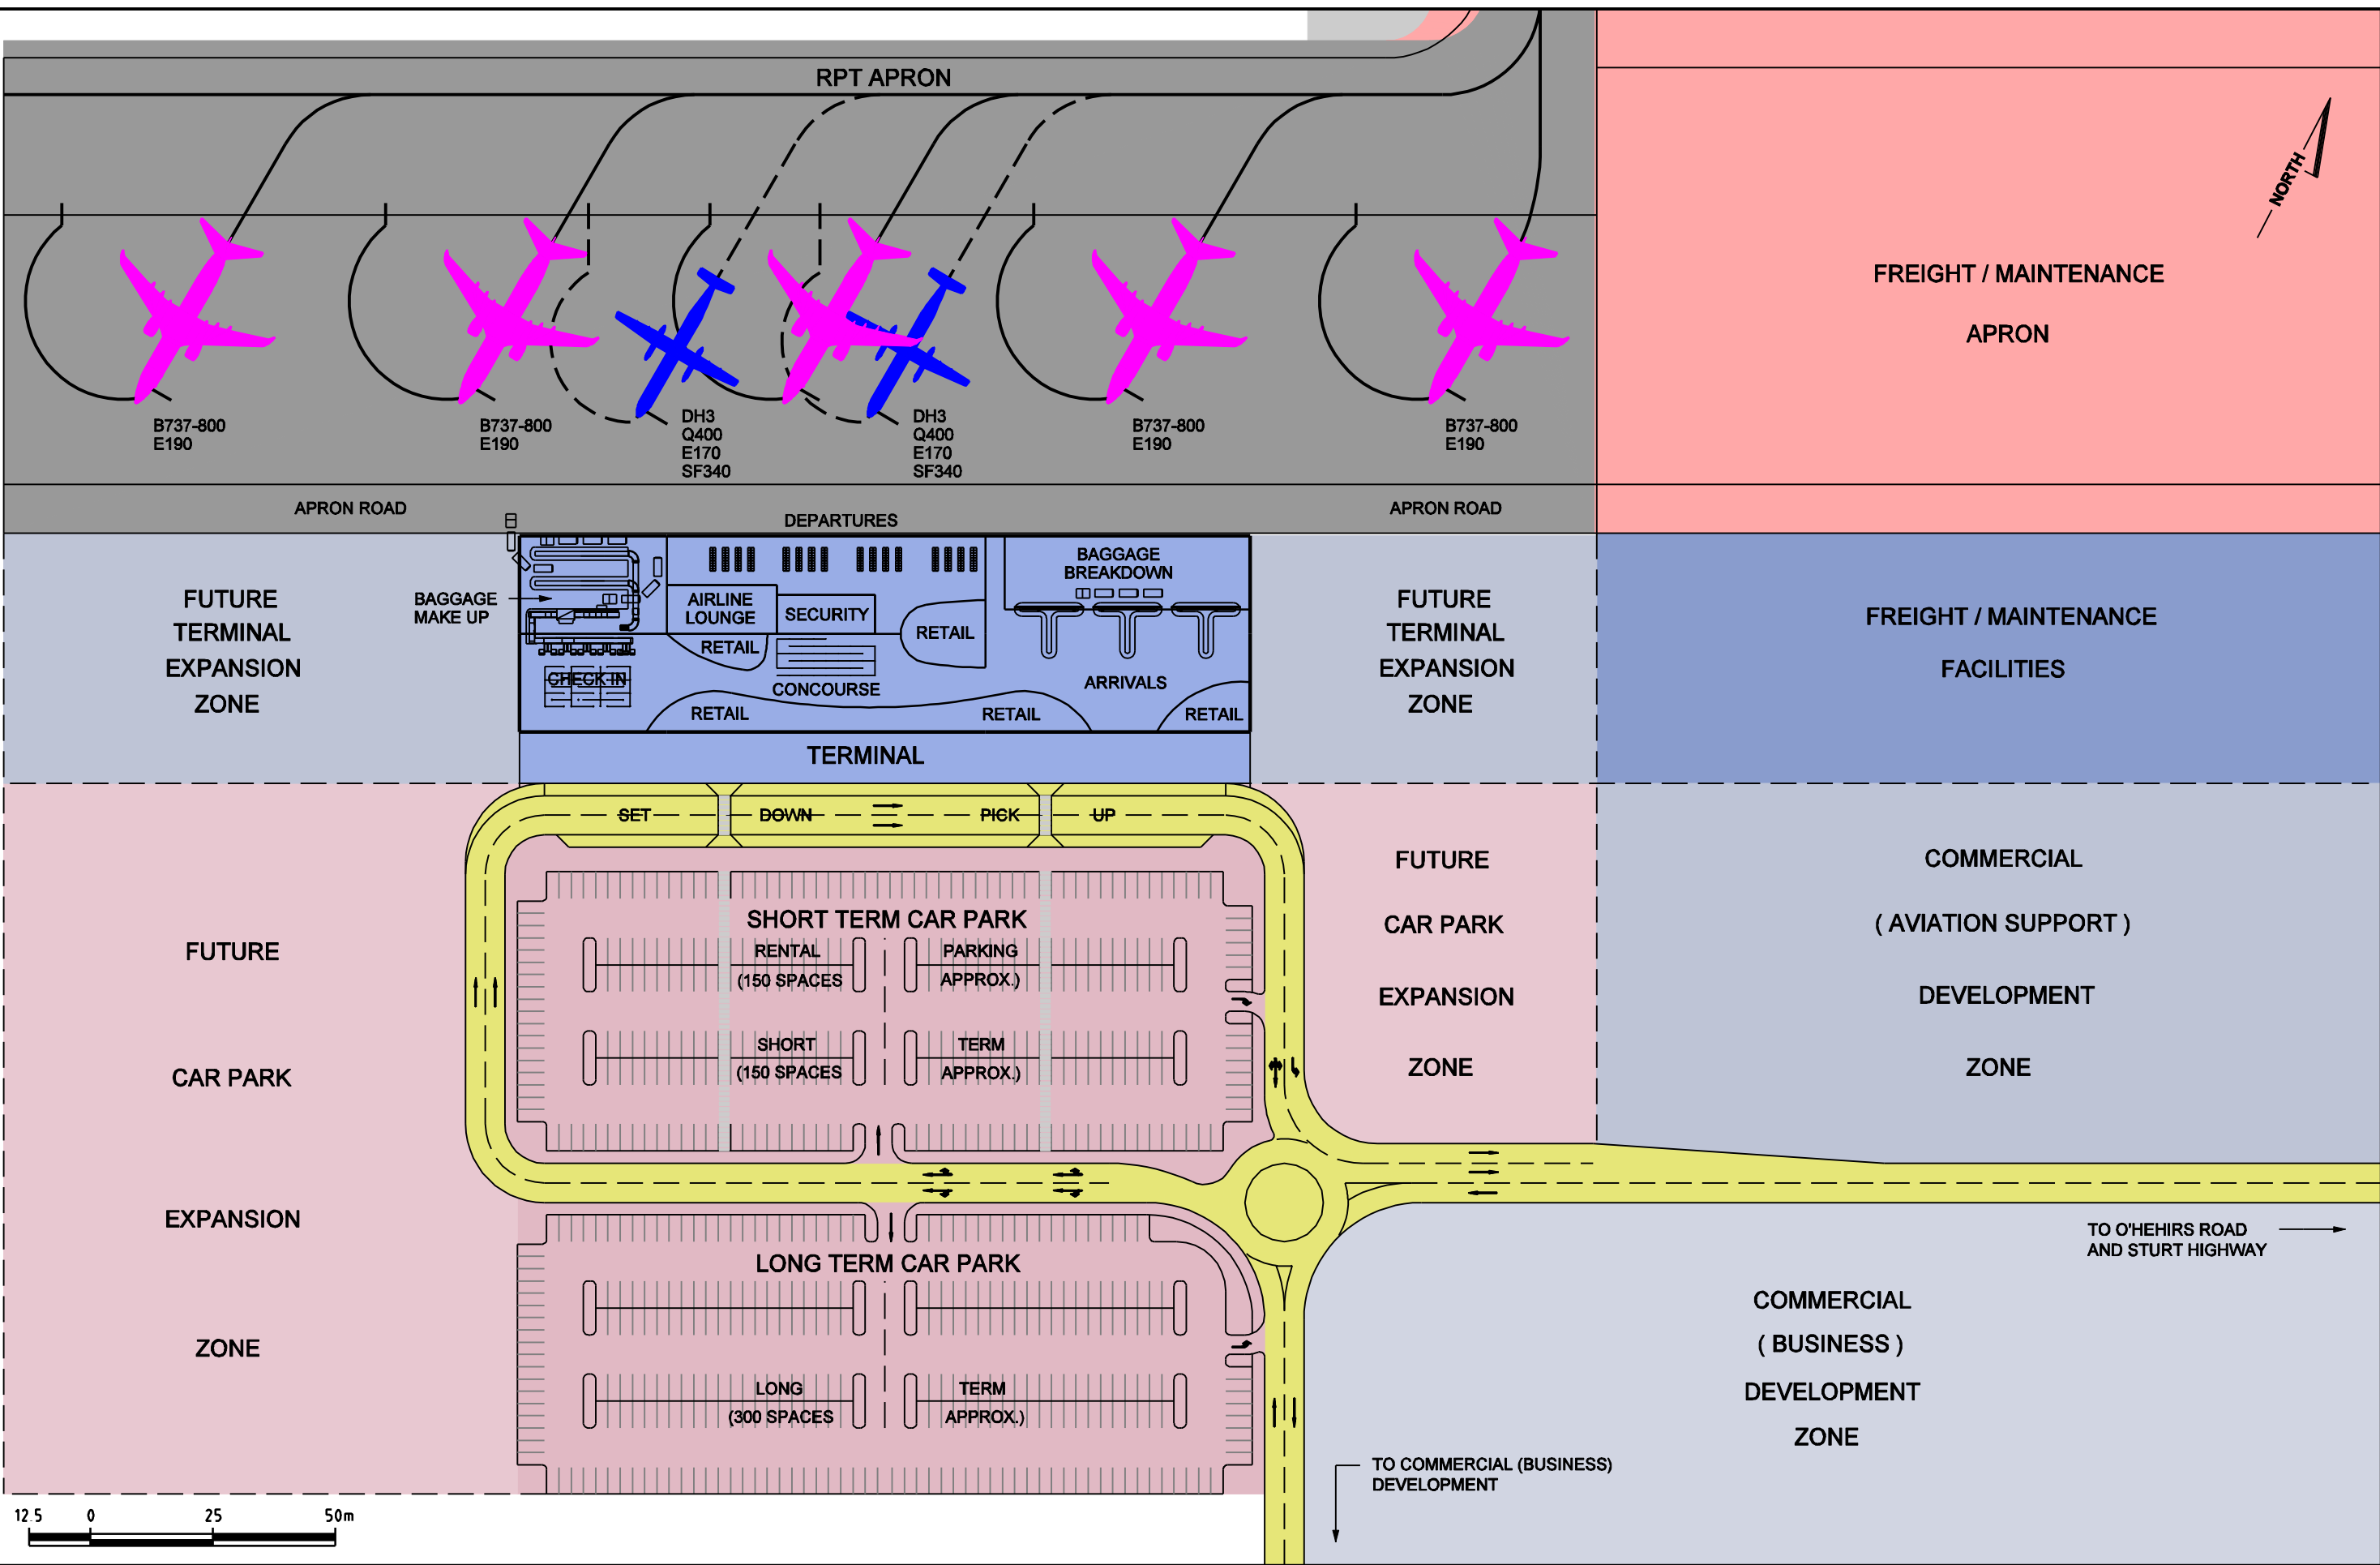 RPT APRON
NORTH
FREIGHT / MAINTENANCE
APRON
B737-800
E190
B737-800
E190
DH3
Q400
E170
SF340
DH3
Q400
E170
SF340
B737-800
E190
B737-800
E190
APRON ROAD
DEPARTURES
APRON ROAD
FUTURE
TERMINAL
EXPANSION
ZONE
BAGGAGE
MAKE UP
AIRLINE
LOUNGE
SECURITY
RETAIL
RETAIL
BAGGAGE
BREAKDOWN
CHECK IN
CONCOURSE
ARRIVALS
RETAIL
RETAIL
RETAIL
TERMINAL
FUTURE
TERMINAL
EXPANSION
ZONE
FREIGHT / MAINTENANCE
FACILITIES
SET DOWN PICK UP
FUTURE
CAR PARK
EXPANSION
ZONE
SHORT TERM CAR PARK
RENTAL PARKING
(150 SPACES APPROX.)
SHORT TERM
(150 SPACES APPROX.)
FUTURE
CAR PARK
EXPANSION
ZONE
COMMERCIAL
( AVIATION SUPPORT )
DEVELOPMENT
ZONE
LONG TERM CAR PARK
LONG TERM
(300 SPACES APPROX.)
TO O'HEHIRS ROAD
AND STURT HIGHWAY
COMMERCIAL
( BUSINESS )
DEVELOPMENT
ZONE
TO COMMERCIAL (BUSINESS)
DEVELOPMENT
12.5 0 25 50m